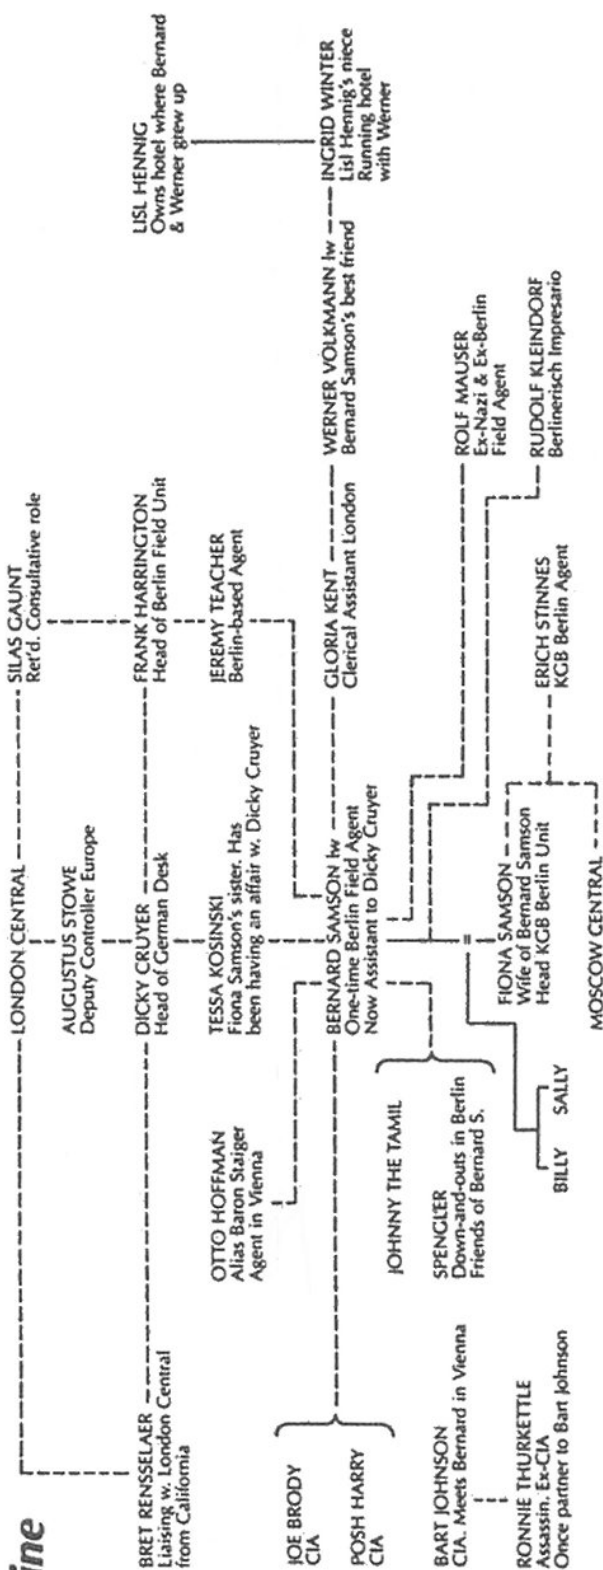 ine
LONDON CENTRAL
SILAS GAUNT
Ret'd. Consultative role
AUGUSTUS STOWE
Deputy Controller Europe
LISL HENNIG
Owns hotel where Bernard
& Werner grew up
BRET RENSSELAER
Liaising w. London Central
from California
DICKY CRUYER
Head of German Desk
FRANK HARRINGTON
Head of Berlin Field Unit
OTTO HOFFMAN
Alias Baron Staiger
Agent in Vienna
TESSA KOSINSKI
Fiona Samson's sister. Has
been having an affair w. Dicky Cruyer
JEREMY TEACHER
Berlin-based Agent
JOE BRODY
CIA
POSH HARRY
CIA
BERNARD SAMSON lw
One-time Berlin Field Agent
Now Assistant to Dicky Cruyer
GLORIA KENT
Clerical Assistant London
WERNER VOLKMANN lw
Bernard Samson's best friend
INGRID WINTER
Lisl Hennig's niece
Running hotel
with Werner
JOHNNY THE TAMIL
SPENGLER
Down-and-outs in Berlin
Friends of Bernard S.
BART JOHNSON
CIA. Meets Bernard in Vienna
RONNIE THURKETTLE
Assassin. Ex-CIA
Once partner to Bart Johnson
ROLF MAUSER
Ex-Nazi & Ex-Berlin
Field Agent
RUDOLF KLEINDORF
Berlinerisch Impresario
FIONA SAMSON
Wife of Bernard Samson
Head KGB Berlin Unit
ERICH STINNES
KGB Berlin Agent
BILLY
SALLY
MOSCOW CENTRAL